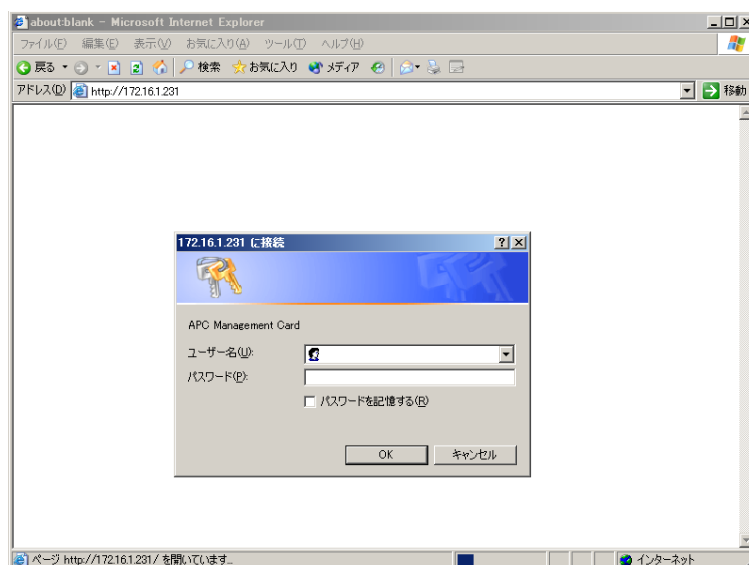 about:blank - Microsoft Internet Explorer
ファイル(F) 編集(E) 表示(V) お気に入り(A) ツール(T) ヘルプ(H)
戻る 検索 お気に入り メディア
アドレス(D) http://172.16.1.231 移動
172.16.1.231 に接続
APC Management Card
ユーザー名(U):
パスワード(P):
パスワードを記憶する(R)
OK キャンセル
ページ http://172.16.1.231/ を開いています... インターネット